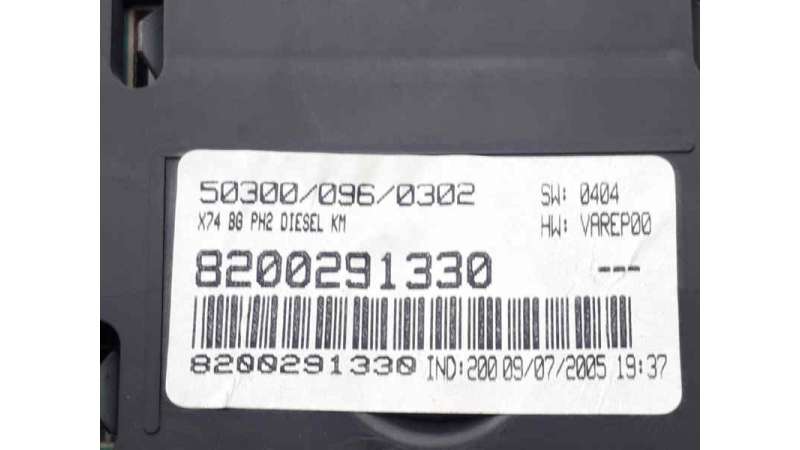 50300/096/0302 SW: 0404
X74 BG PH2 DIESEL KM HW: VAREP00
8200291330 ---
8200291330 IND:200 09/07/2005 19:37